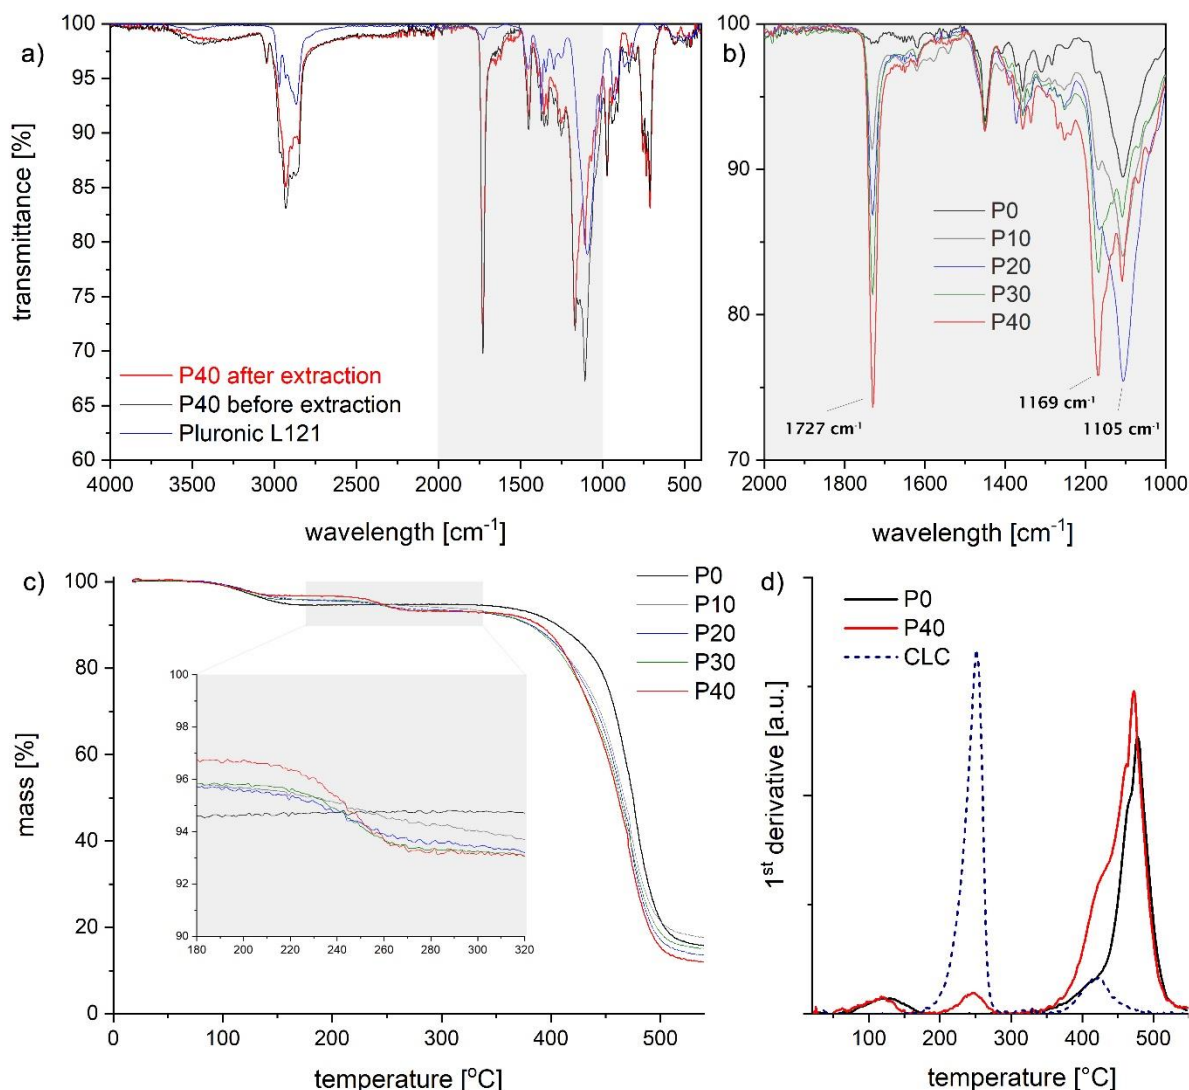 a)
transmittance [%]
100
95
90
85
80
75
70
65
60
P40 after extraction
P40 before extraction
Pluronic L121
4000 3000 2000 1500 1000 500
wavelength [cm⁻¹]
b)
100
90
80
70
P0
P10
P20
P30
P40
1727 cm⁻¹
1169 cm⁻¹
1105 cm⁻¹
2000 1800 1600 1400 1200 1000
wavelength [cm⁻¹]
c)
mass [%]
100
80
60
40
20
0
P0
P10
P20
P30
P40
100
98
96
94
92
90
180 200 220 240 260 280 300 320
0 100 200 300 400 500
temperature [°C]
d)
1st derivative [a.u.]
P0
P40
CLC
100 200 300 400 500
temperature [°C]